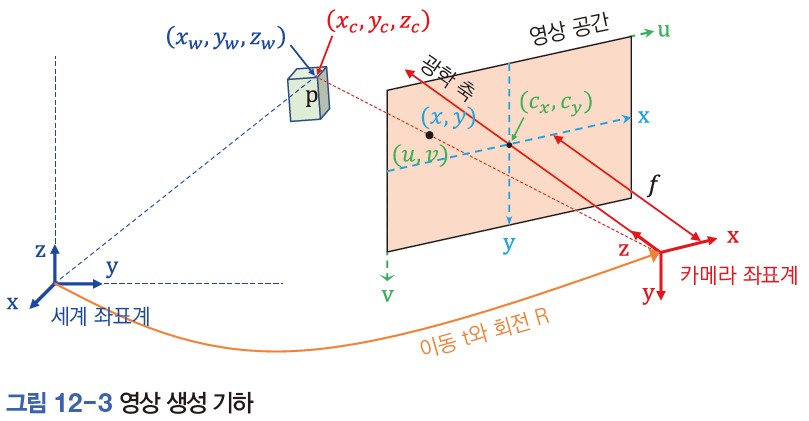 영상 공간
u
(x_w, y_w, z_w)
(x_c, y_c, z_c)
광학 축
p
(x, y)
(c_x, c_y)
x
(u, v)
f
y
v
z
y
x
세계 좌표계
z
x
y
카메라 좌표계
이동 t와 회전 R
그림 12-3 영상 생성 기하